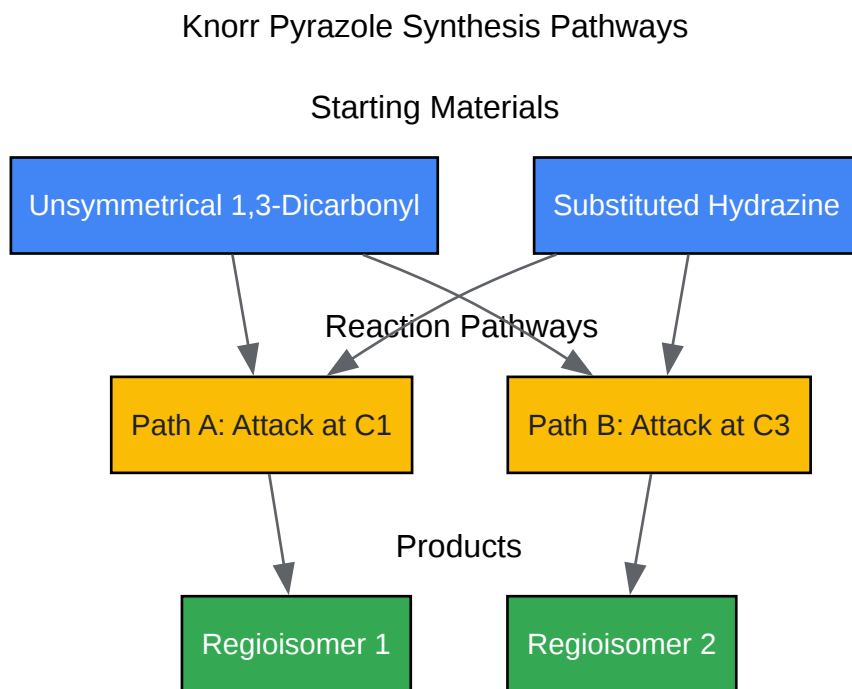 Knorr Pyrazole Synthesis Pathways
Starting Materials
Unsymmetrical 1,3-Dicarbonyl
Substituted Hydrazine
Reaction Pathways
Path A: Attack at C1
Path B: Attack at C3
Products
Regioisomer 1
Regioisomer 2